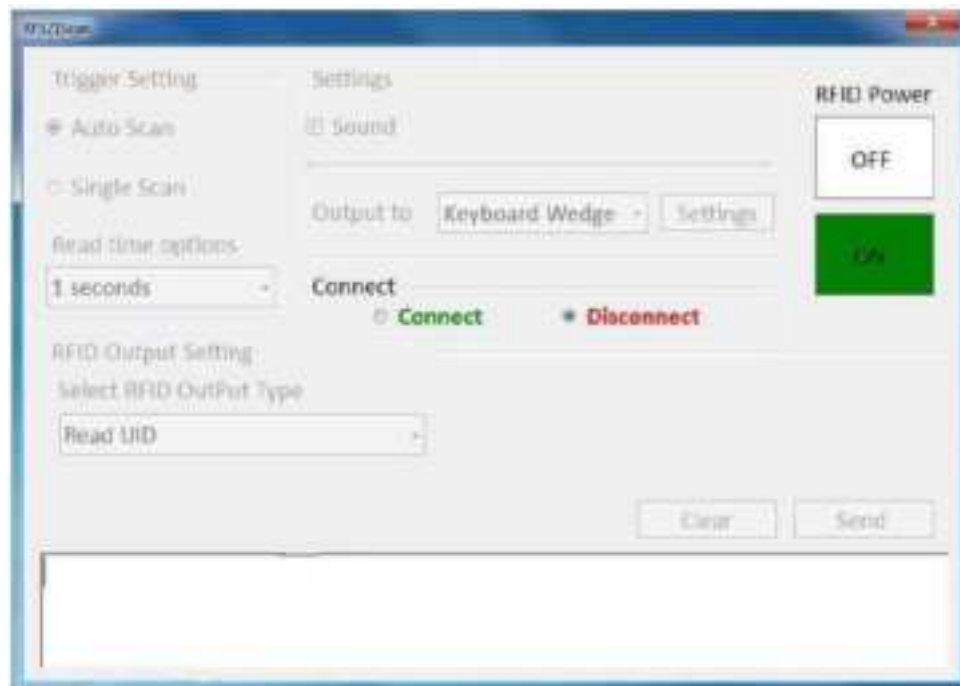 Trigger Setting
Auto Scan
Single Scan
Read time options
1 seconds
Settings
Sound
Output to
Keyboard Wedge
Settings
Connect
Connect
Disconnect
RFID Power
OFF
ON
RFID Output Setting
Select RFID OutPut Type
Read UID
Clear
Send